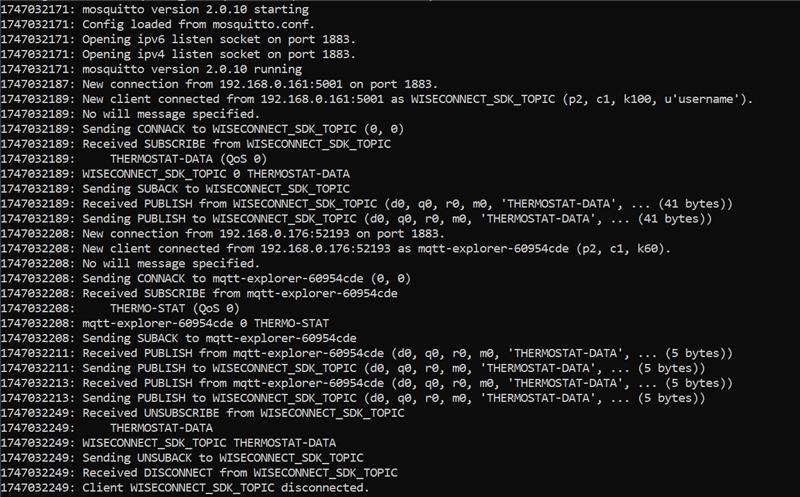 1747032171: mosquitto version 2.0.10 starting
1747032171: Config loaded from mosquitto.conf.
1747032171: Opening ipv6 listen socket on port 1883.
1747032171: Opening ipv4 listen socket on port 1883.
1747032171: mosquitto version 2.0.10 running
1747032187: New connection from 192.168.0.161:5001 on port 1883.
1747032189: New client connected from 192.168.0.161:5001 as WISECONNECT_SDK_TOPIC (p2, c1, k100, u'username').
1747032189: No will message specified.
1747032189: Sending CONNACK to WISECONNECT_SDK_TOPIC (0, 0)
1747032189: Received SUBSCRIBE from WISECONNECT_SDK_TOPIC
1747032189:     THERMOSTAT-DATA (QoS 0)
1747032189: WISECONNECT_SDK_TOPIC 0 THERMOSTAT-DATA
1747032189: Sending SUBACK to WISECONNECT_SDK_TOPIC
1747032189: Received PUBLISH from WISECONNECT_SDK_TOPIC (d0, q0, r0, m0, 'THERMOSTAT-DATA', ... (41 bytes))
1747032189: Sending PUBLISH to WISECONNECT_SDK_TOPIC (d0, q0, r0, m0, 'THERMOSTAT-DATA', ... (41 bytes))
1747032208: New connection from 192.168.0.176:52193 on port 1883.
1747032208: New client connected from 192.168.0.176:52193 as mqtt-explorer-60954cde (p2, c1, k60).
1747032208: No will message specified.
1747032208: Sending CONNACK to mqtt-explorer-60954cde (0, 0)
1747032208: Received SUBSCRIBE from mqtt-explorer-60954cde
1747032208:     THERMO-STAT (QoS 0)
1747032208: mqtt-explorer-60954cde 0 THERMO-STAT
1747032208: Sending SUBACK to mqtt-explorer-60954cde
1747032211: Received PUBLISH from mqtt-explorer-60954cde (d0, q0, r0, m0, 'THERMOSTAT-DATA', ... (5 bytes))
1747032211: Sending PUBLISH to WISECONNECT_SDK_TOPIC (d0, q0, r0, m0, 'THERMOSTAT-DATA', ... (5 bytes))
1747032213: Received PUBLISH from mqtt-explorer-60954cde (d0, q0, r0, m0, 'THERMOSTAT-DATA', ... (5 bytes))
1747032213: Sending PUBLISH to WISECONNECT_SDK_TOPIC (d0, q0, r0, m0, 'THERMOSTAT-DATA', ... (5 bytes))
1747032249: Received UNSUBSCRIBE from WISECONNECT_SDK_TOPIC
1747032249:     THERMOSTAT-DATA
1747032249: WISECONNECT_SDK_TOPIC THERMOSTAT-DATA
1747032249: Sending UNSUBACK to WISECONNECT_SDK_TOPIC
1747032249: Received DISCONNECT from WISECONNECT_SDK_TOPIC
1747032249: Client WISECONNECT_SDK_TOPIC disconnected.